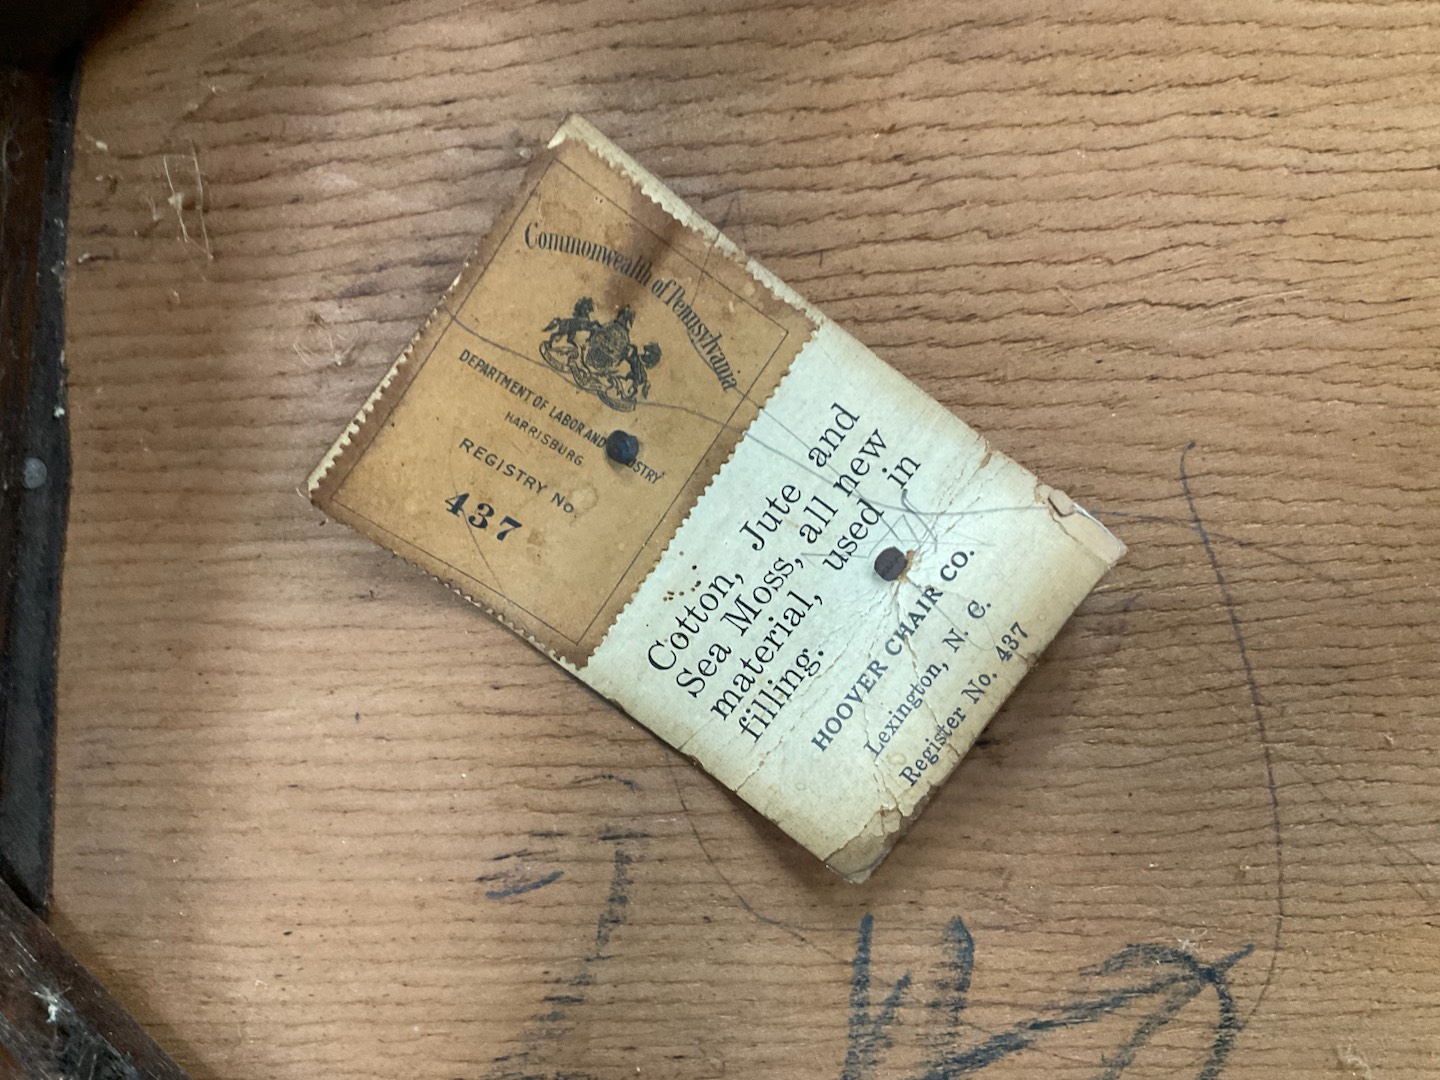 Commonwealth of Pennsylvania
DEPARTMENT OF LABOR AND
HARRISBURG
REGISTRY No.
437
Cotton, Jute and
Sea Moss, all new
material, used in
filling.
HOOVER CHAIR CO.
Lexington, N. C.
Register No. 437